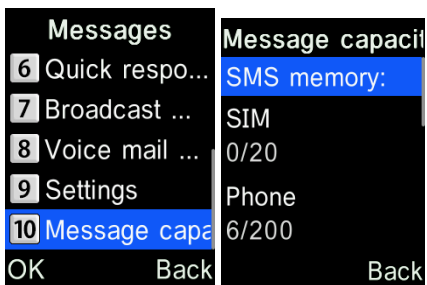 Messages
6 Quick respo...
7 Broadcast ...
8 Voice mail ...
9 Settings
10 Message capa
OK Back
Message capacit
SMS memory:
SIM
0/20
Phone
6/200
Back